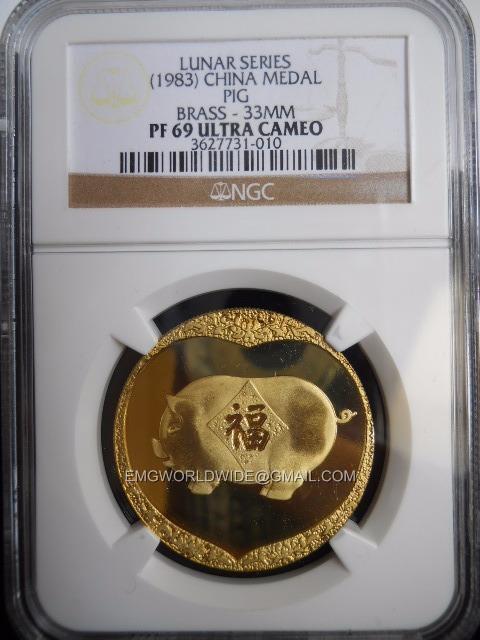 LUNAR SERIES
(1983) CHINA MEDAL
PIG
BRASS - 33MM
PF 69 ULTRA CAMEO
3627731-010
NGC
福
EMGWORLDWIDE@GMAIL.COM